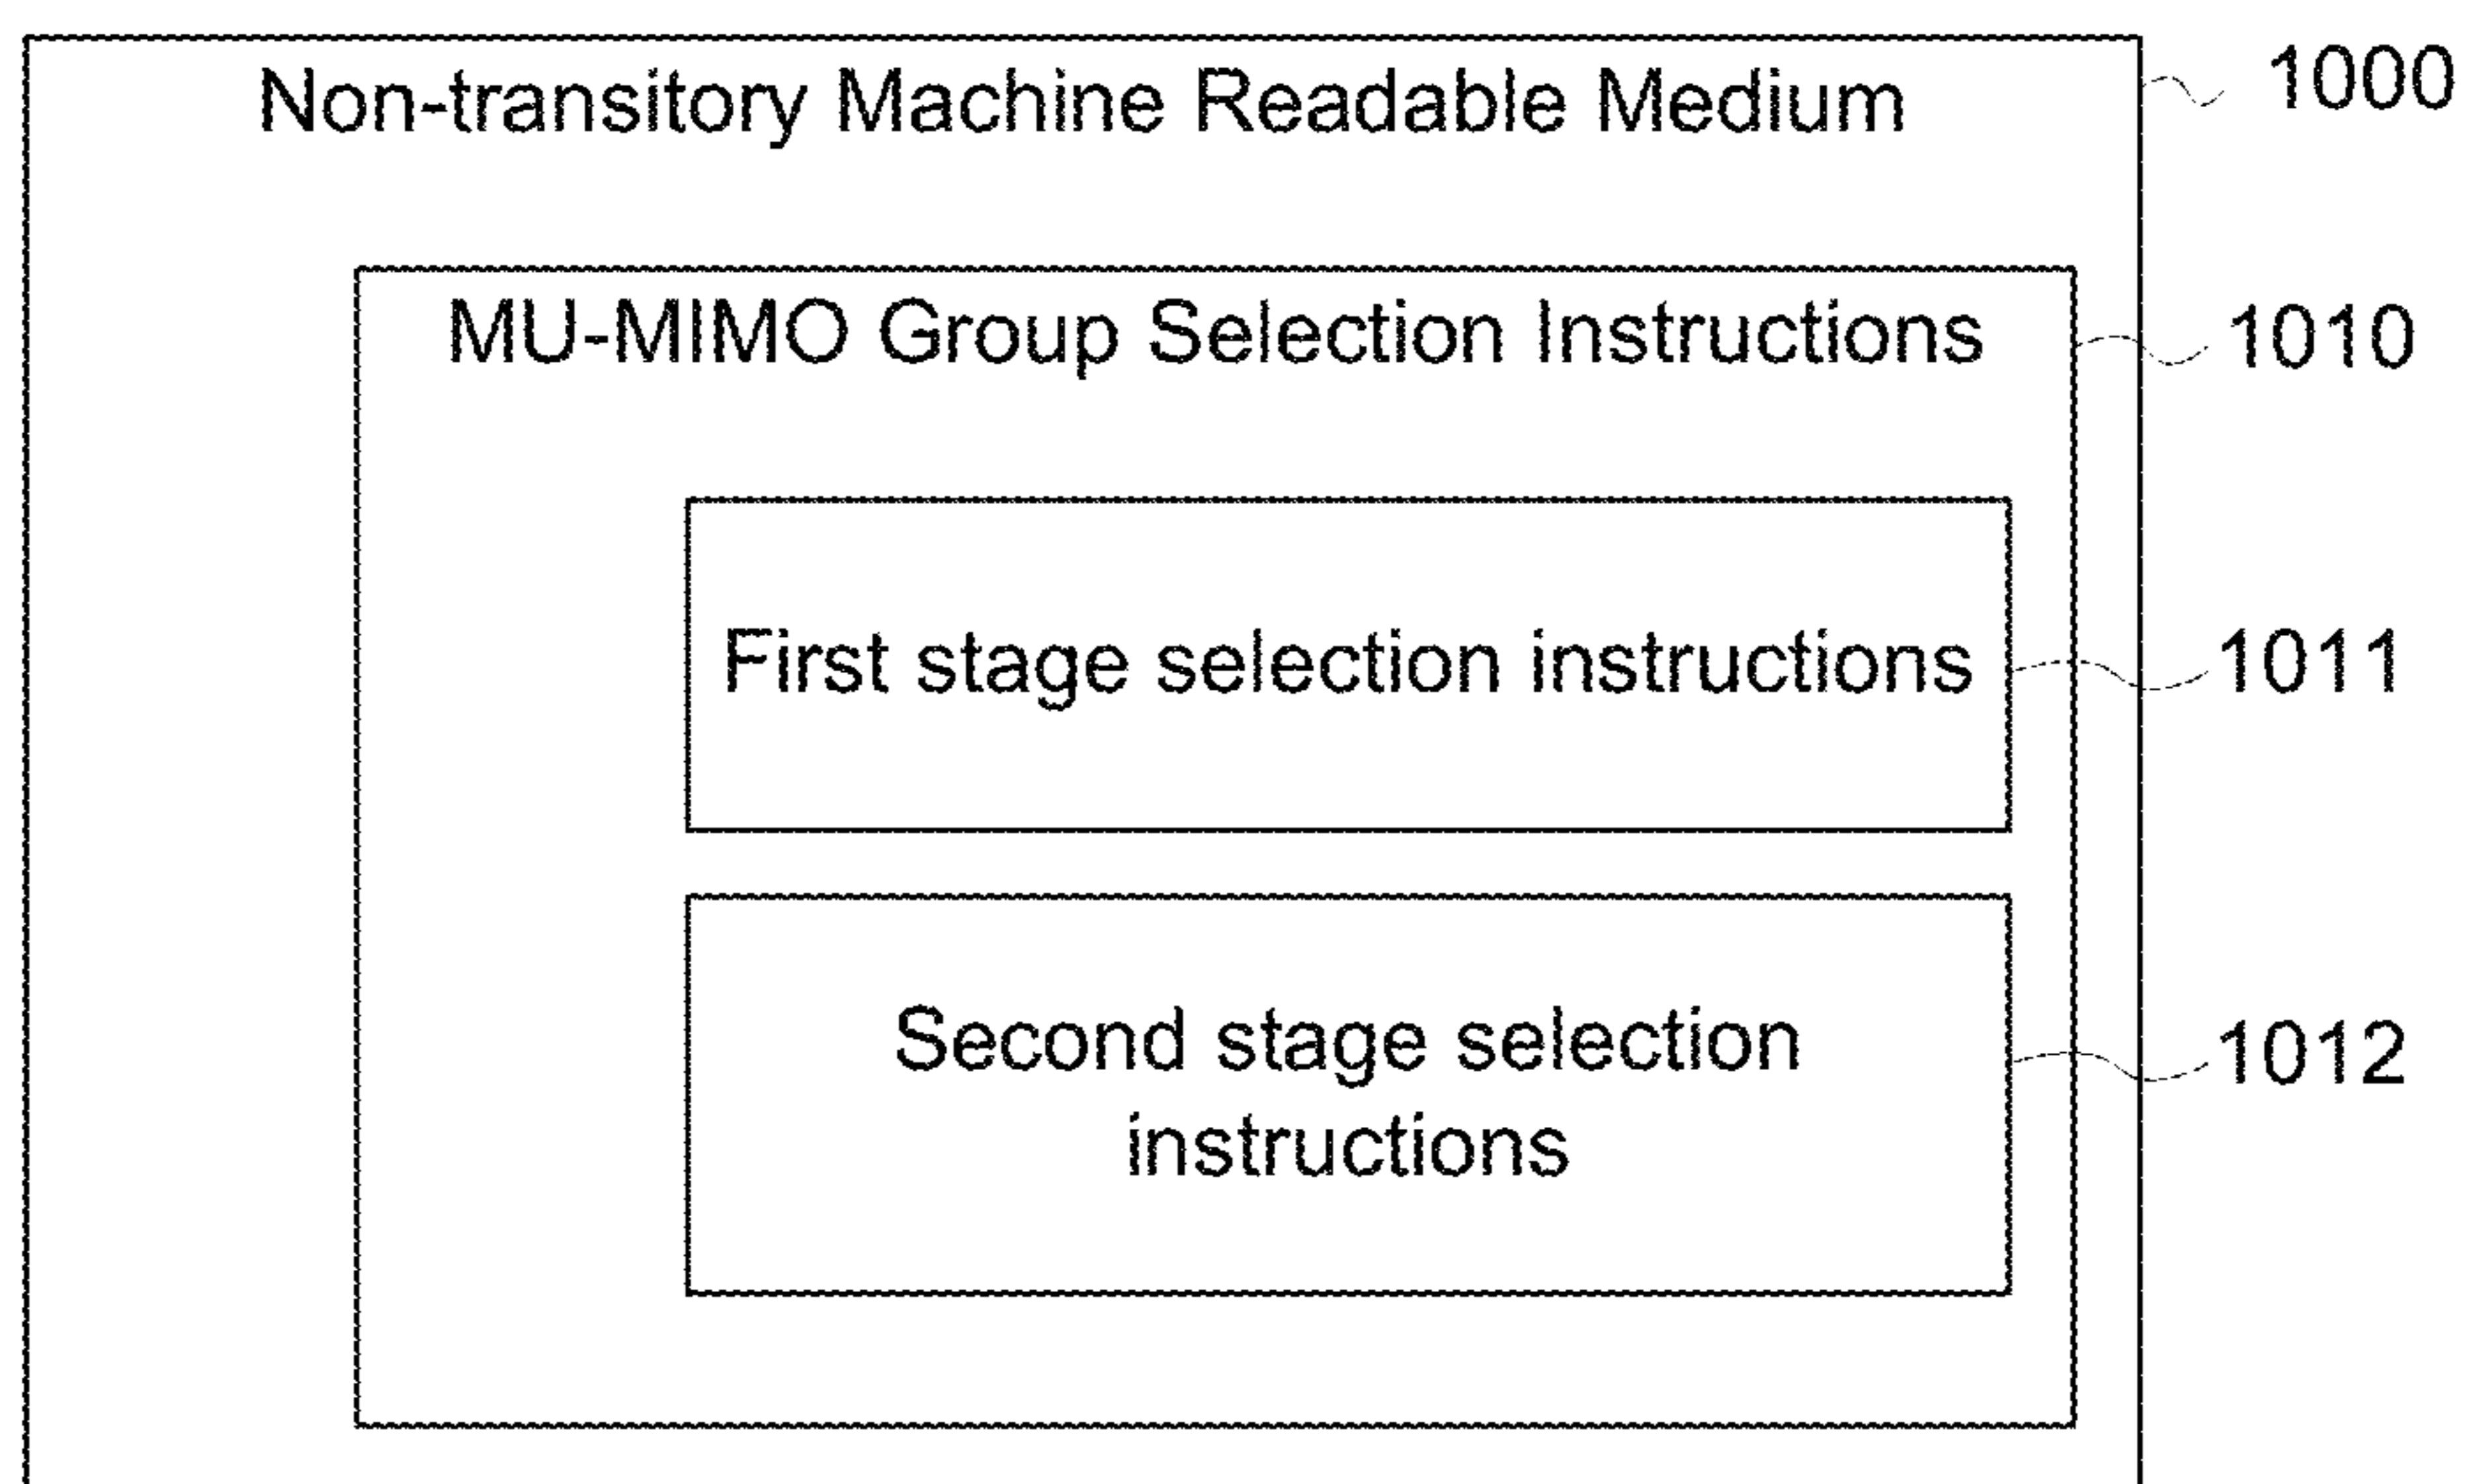 Non-transitory Machine Readable Medium
1000
MU-MIMO Group Selection Instructions
1010
First stage selection instructions
1011
Second stage selection
instructions
1012